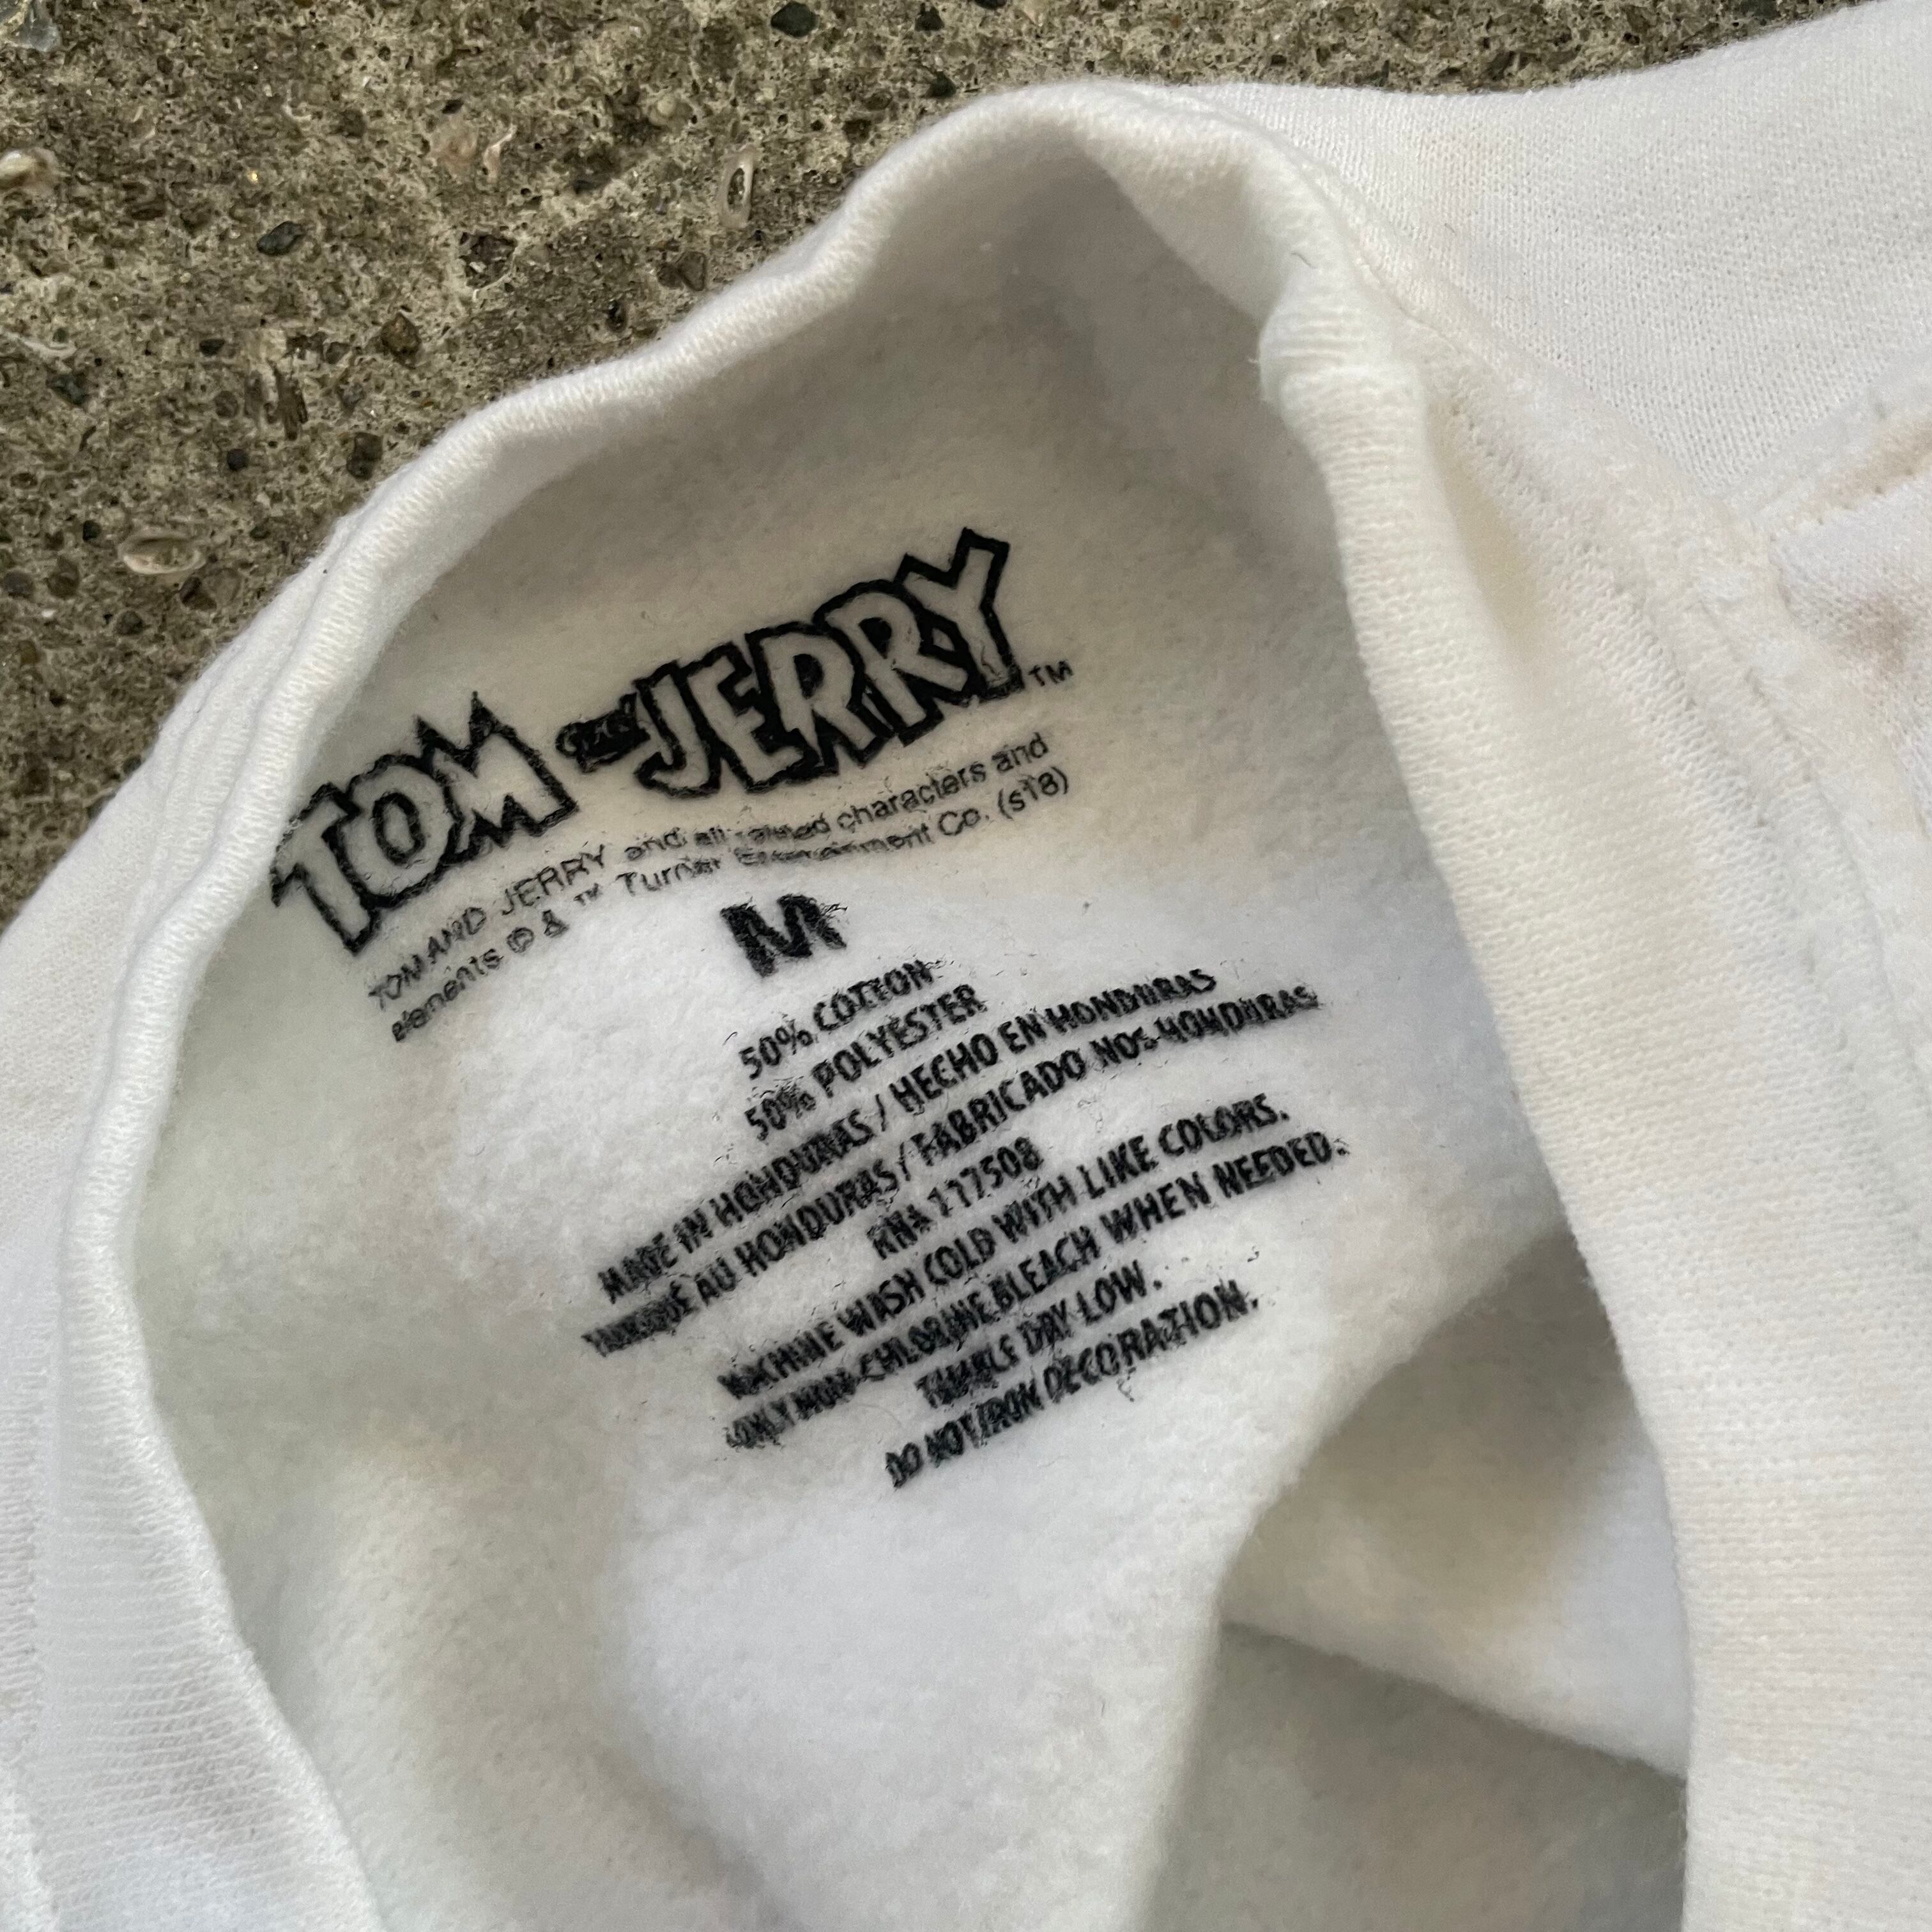 TOM and JERRY™
TOM AND JERRY and all related characters and
elements © & ™ Turner Entertainment Co. (s18)
M
50% COTTON
50% POLYESTER
MADE IN HONDURAS / HECHO EN HONDURAS
AU HONDURAS / FABRICADO NOS HONDURAS
RN# 117508
MACHINE WASH COLD WITH LIKE COLORS.
ONLY NON-CHLORINE BLEACH WHEN NEEDED.
TUMBLE DRY LOW.
DO NOT IRON DECORATION.